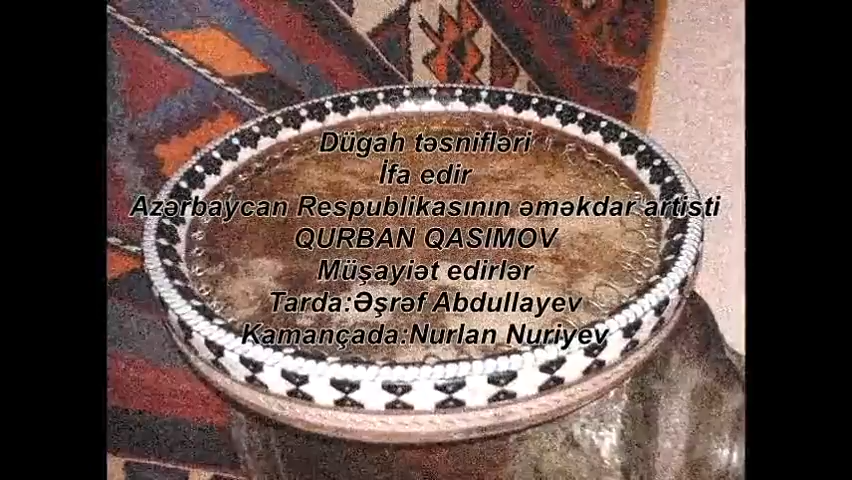 Dügah təsnifləri
İfa edir
Azərbaycan Respublikasının əməkdar artisti
QURBAN QASIMOV
Müşayiət edirlər
Tarda:Əşrəf Abdullayev
Kamançada:Nurlan Nuriyev